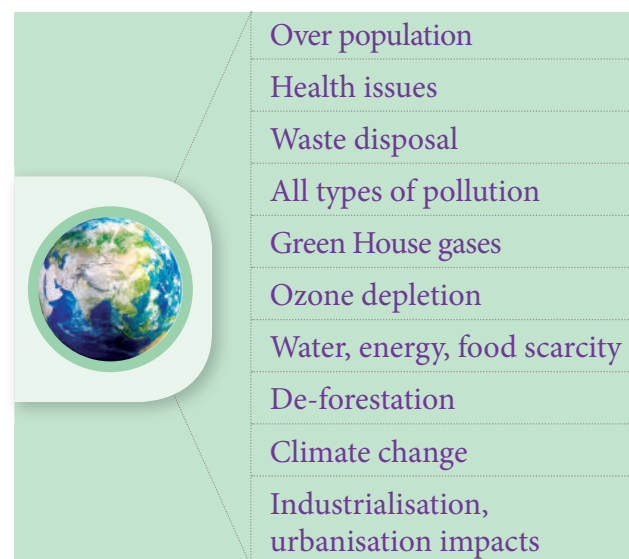 Over population
Health issues
Waste disposal
All types of pollution
Green House gases
Ozone depletion
Water, energy, food scarcity
De-forestation
Climate change
Industrialisation,
urbanisation impacts